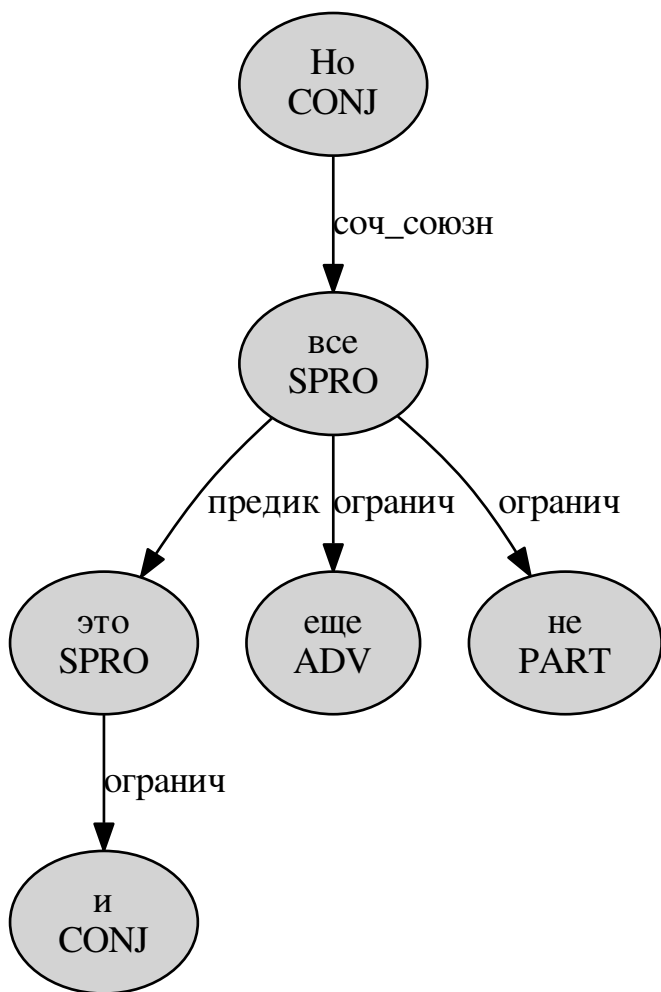 Но
CONJ
соч_союзн
все
SPRO
предик
огранич
огранич
это
SPRO
еще
ADV
не
PART
огранич
и
CONJ